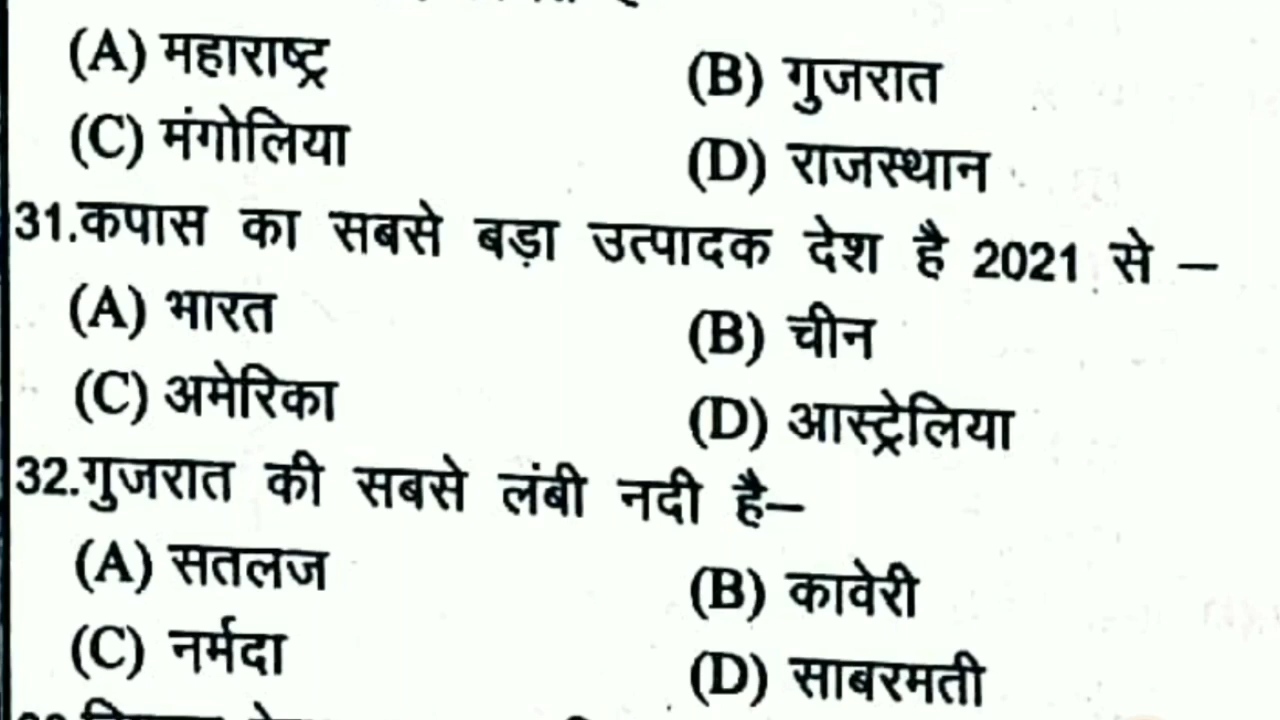 (A) महाराष्ट्र (B) गुजरात
(C) मंगोलिया (D) राजस्थान
31.कपास का सबसे बड़ा उत्पादक देश है 2021 से –
(A) भारत (B) चीन
(C) अमेरिका (D) आस्ट्रेलिया
32.गुजरात की सबसे लंबी नदी है–
(A) सतलज (B) कावेरी
(C) नर्मदा (D) साबरमती